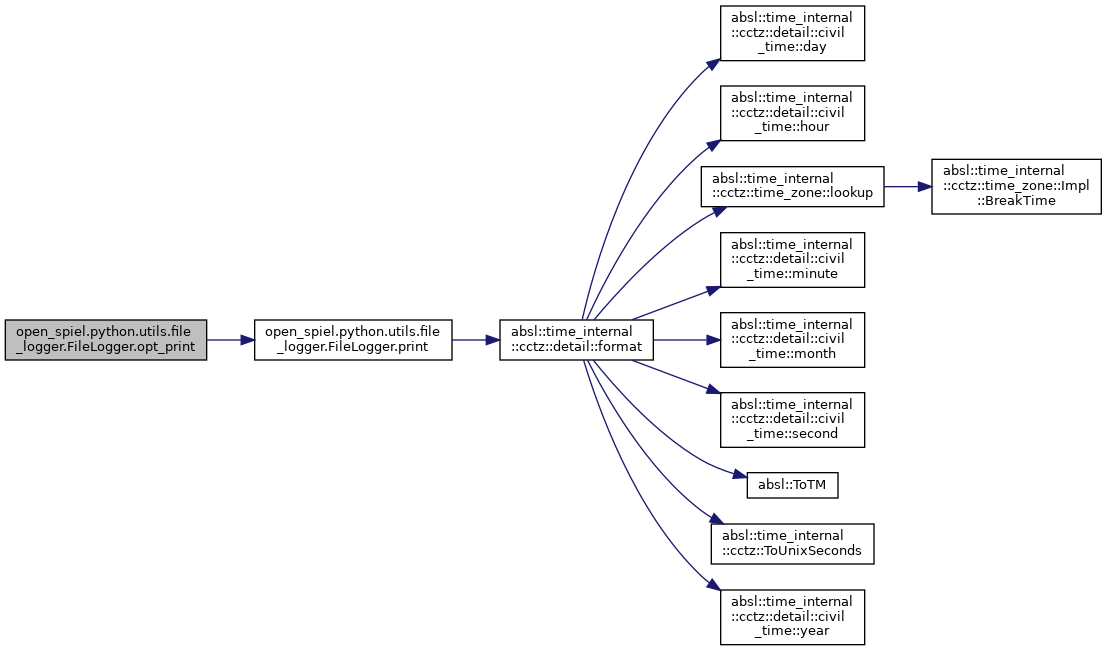 absl::time_internal
::cctz::detail::civil
_time::day
absl::time_internal
::cctz::detail::civil
_time::hour
absl::time_internal
::cctz::time_zone::lookup
absl::time_internal
::cctz::time_zone::Impl
::BreakTime
absl::time_internal
::cctz::detail::civil
_time::minute
open_spiel.python.utils.file
_logger.FileLogger.opt_print
open_spiel.python.utils.file
_logger.FileLogger.print
absl::time_internal
::cctz::detail::format
absl::time_internal
::cctz::detail::civil
_time::month
absl::time_internal
::cctz::detail::civil
_time::second
absl::ToTM
absl::time_internal
::cctz::ToUnixSeconds
absl::time_internal
::cctz::detail::civil
_time::year